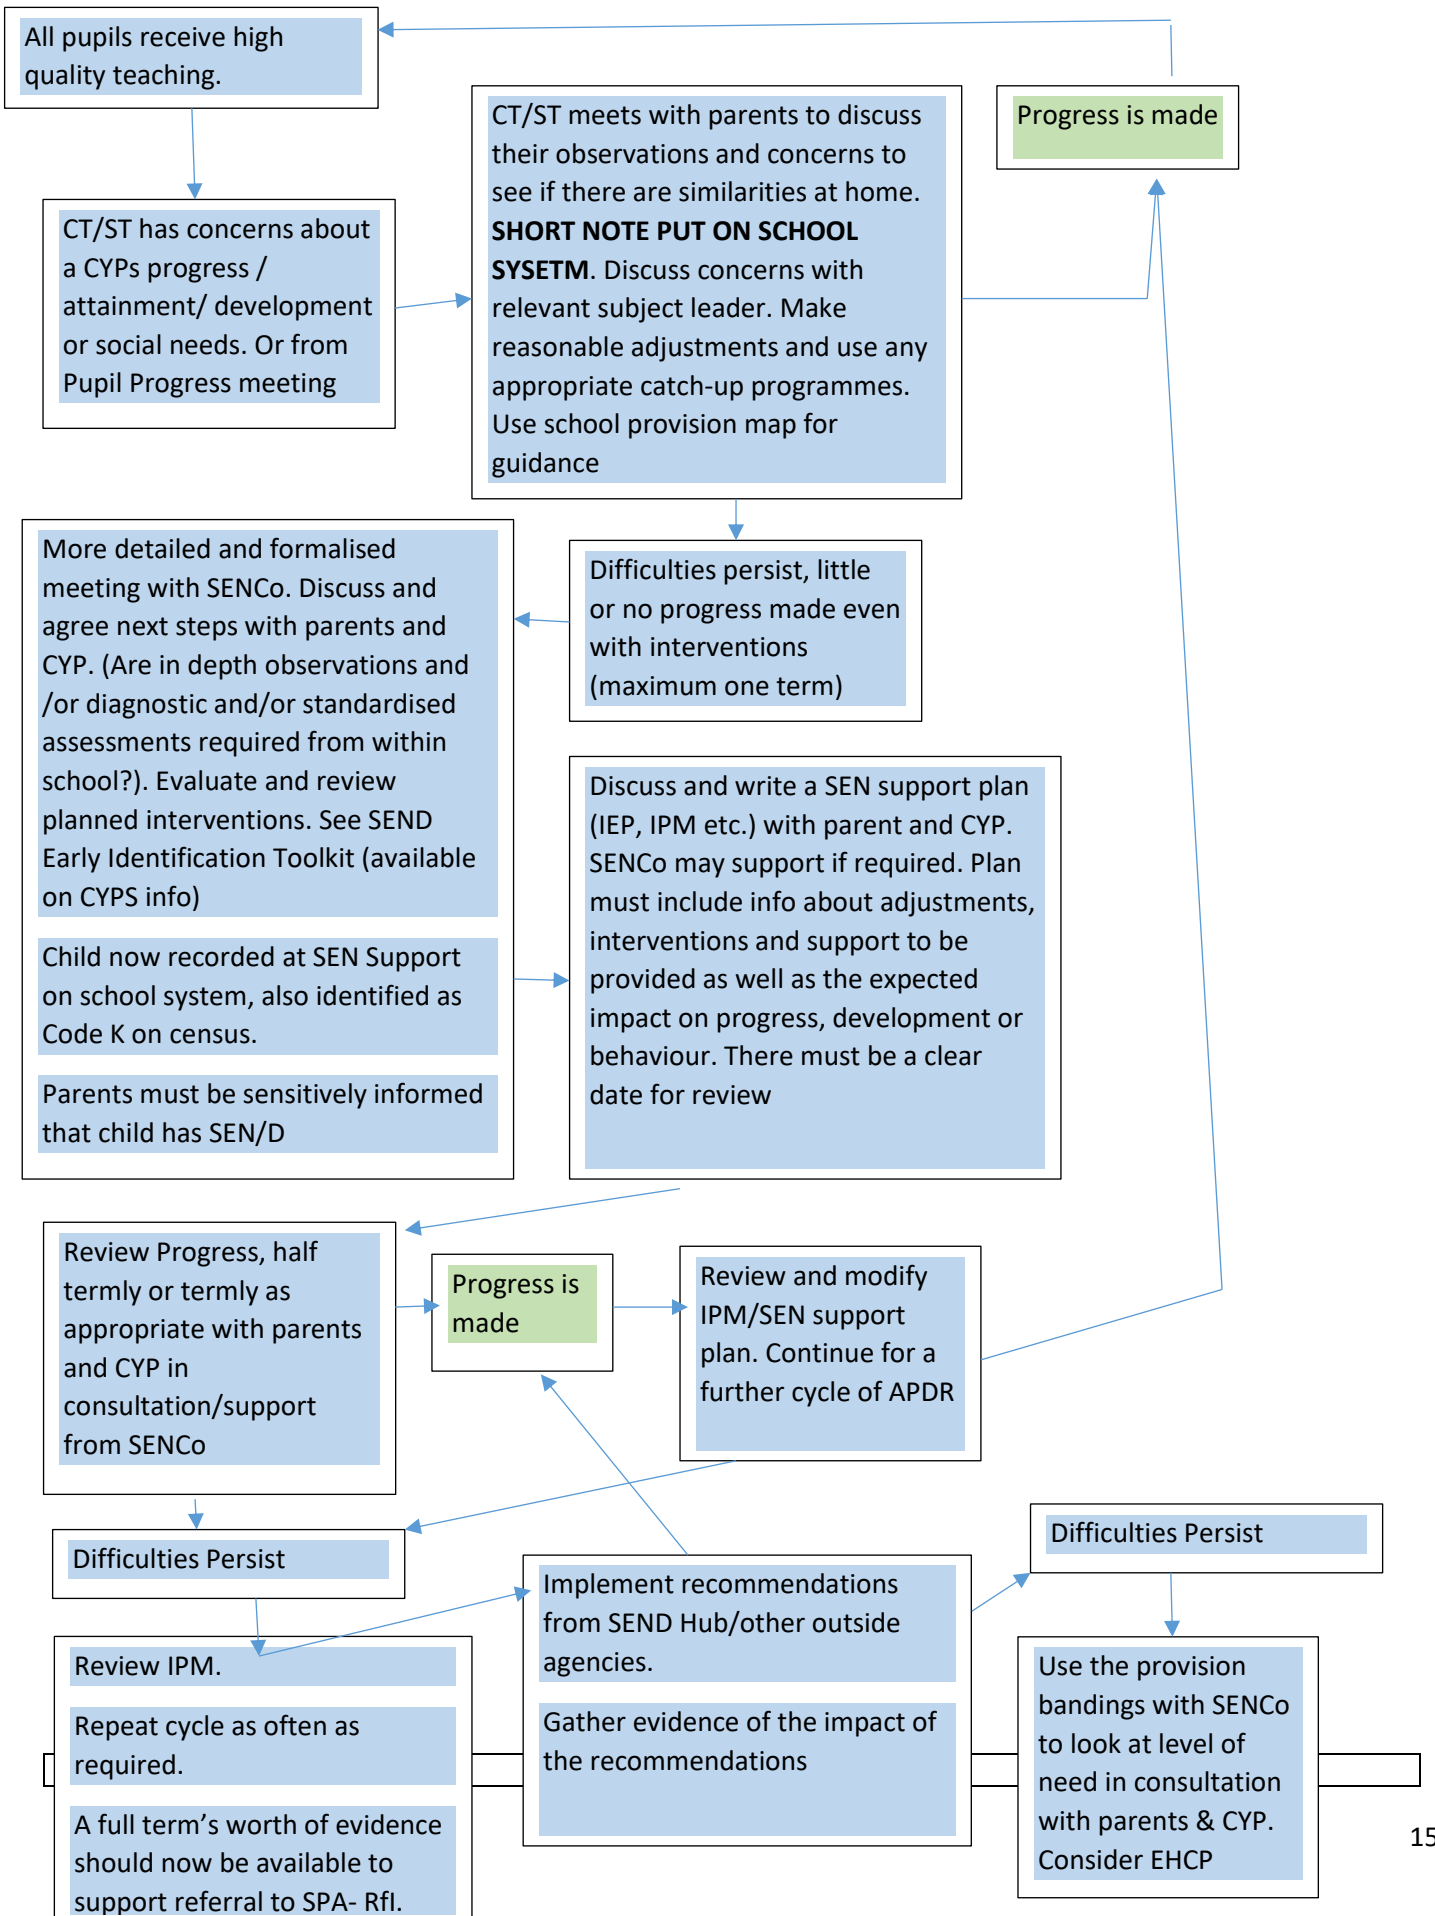 All pupils receive high
quality teaching.
CT/ST meets with parents to discuss
their observations and concerns to
see if there are similarities at home.
SHORT NOTE PUT ON SCHOOL
SYSETM. Discuss concerns with
relevant subject leader. Make
reasonable adjustments and use any
appropriate catch-up programmes.
Use school provision map for
guidance
Progress is made
CT/ST has concerns about
a CYPs progress /
attainment/ development
or social needs. Or from
Pupil Progress meeting
Difficulties persist, little
or no progress made even
with interventions
(maximum one term)
More detailed and formalised
meeting with SENCo. Discuss and
agree next steps with parents and
CYP. (Are in depth observations and
/or diagnostic and/or standardised
assessments required from within
school?). Evaluate and review
planned interventions. See SEND
Early Identification Toolkit (available
on CYPS info)
Child now recorded at SEN Support
on school system, also identified as
Code K on census.
Parents must be sensitively informed
that child has SEN/D
Discuss and write a SEN support plan
(IEP, IPM etc.) with parent and CYP.
SENCo may support if required. Plan
must include info about adjustments,
interventions and support to be
provided as well as the expected
impact on progress, development or
behaviour. There must be a clear
date for review
Review Progress, half
termly or termly as
appropriate with parents
and CYP in
consultation/support
from SENCo
Progress is
made
Review and modify
IPM/SEN support
plan. Continue for a
further cycle of APDR
Difficulties Persist
Review IPM.
Repeat cycle as often as
required.
A full term’s worth of evidence
should now be available to
support referral to SPA- RfI.
Implement recommendations
from SEND Hub/other outside
agencies.
Gather evidence of the impact of
the recommendations
Difficulties Persist
Use the provision
bandings with SENCo
to look at level of
need in consultation
with parents & CYP.
Consider EHCP
15